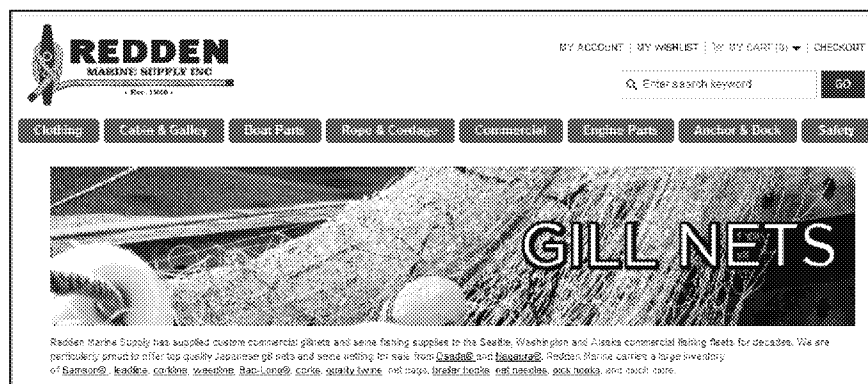 REDDEN
MARINE SUPPLY INC
· Est. 1960 ·
MY ACCOUNT | MY WISHLIST | MY CART (0) | CHECKOUT
Enter search keyword
GO
Clothing
Cabin & Galley
Boat Parts
Rope & Cordage
Commercial
Engine Parts
Anchor & Dock
Safety
GILL NETS
Redden Marine Supply has supplied custom commercial gillnets and seine fishing supplies to the Seattle, Washington and Alaska commercial fishing fleets for decades. We are
particularly proud to offer top quality Japanese gill nets and seine netting for sale from Osada® and Nagaura®. Redden Marine carries a large inventory
of Samson®, leadline, corkline, weedline, Bac-Long®, corks, quality twine, net bags, brailer hooks, net needles, pick hooks, and much more.